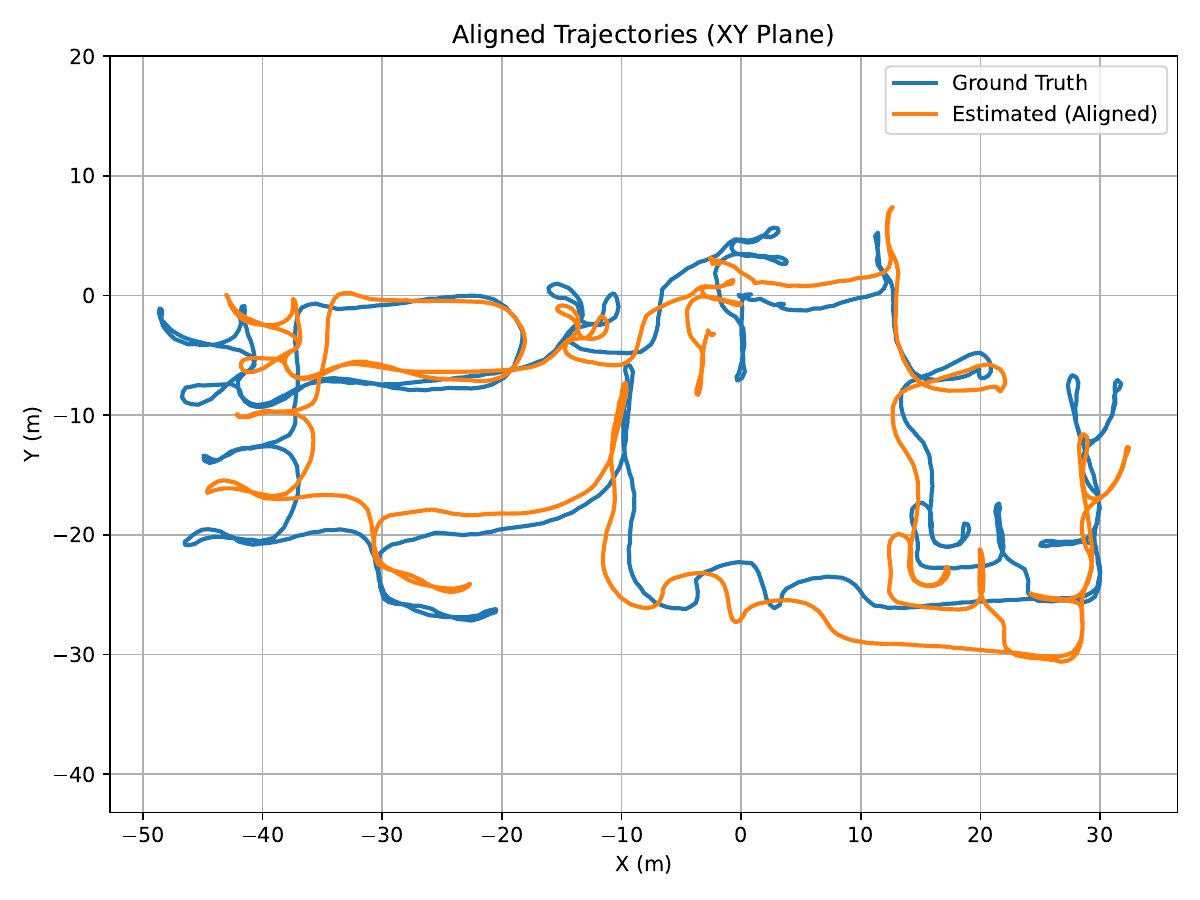 Aligned Trajectories (XY Plane)
Ground Truth
Estimated (Aligned)
20
10
0
−10
−20
−30
−40
Y (m)
−50 −40 −30 −20 −10 0 10 20 30
X (m)